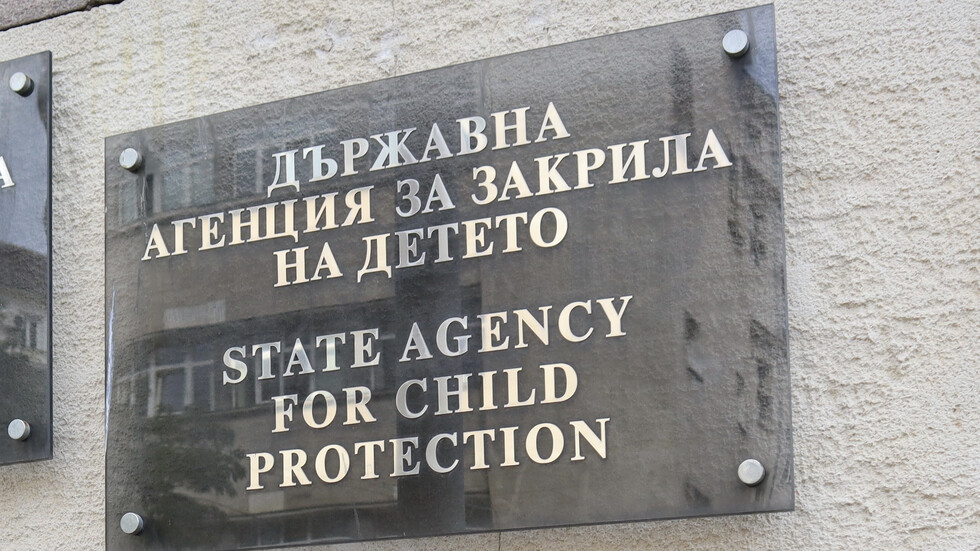 ДЪРЖАВНА
АГЕНЦИЯ ЗА ЗАКРИЛА
НА ДЕТЕТО
STATE AGENCY
FOR CHILD
PROTECTION
А